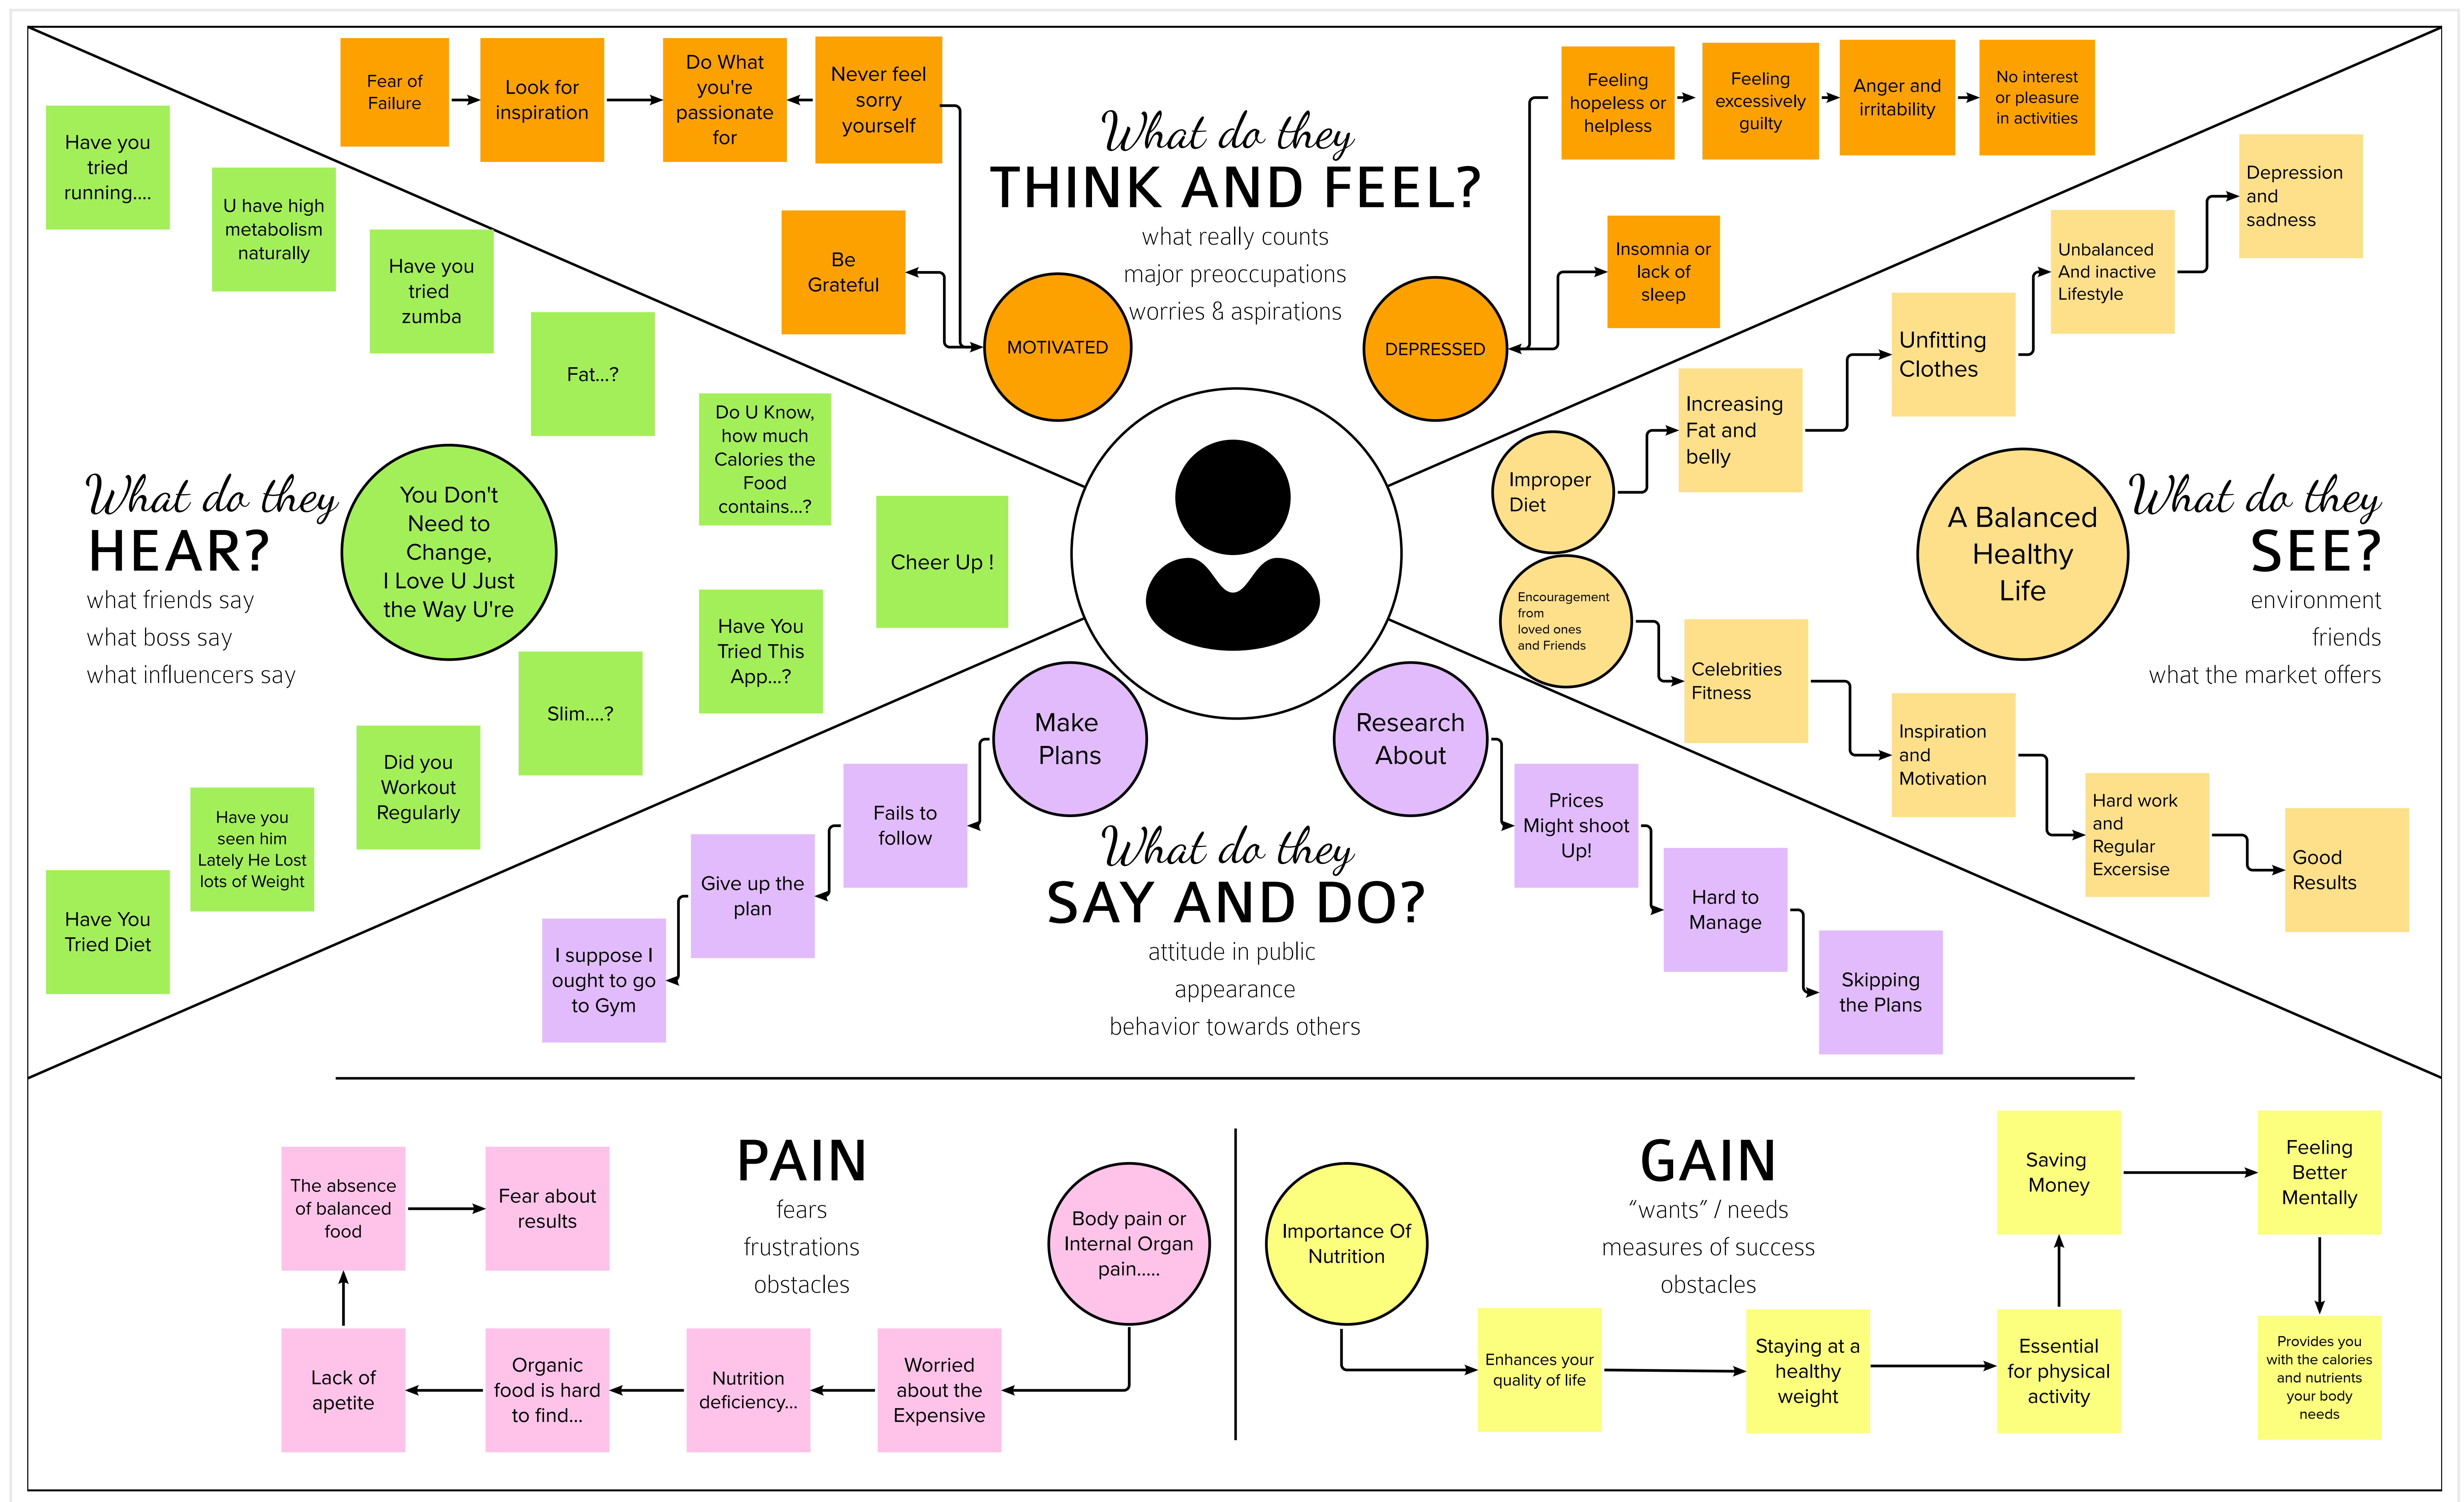 Fear of
Failure
Look for
inspiration
Do What
you're
passionate
for
Never feel
sorry
yourself
Be
Grateful
MOTIVATED
What do they
THINK AND FEEL?
what really counts
major preoccupations
worries & aspirations
Feeling
hopeless or
helpless
Feeling
excessively
guilty
Anger and
irritability
No interest
or pleasure
in activities
Insomnia or
lack of
sleep
DEPRESSED
Have you
tried
running....
U have high
metabolism
naturally
Have you
tried
zumba
Fat...?
Do U Know,
how much
Calories the
Food
contains...?
Cheer Up !
What do they
HEAR?
what friends say
what boss say
what influencers say
You Don't
Need to
Change,
I Love U Just
the Way U're
Have You
Tried This
App...?
Slim....?
Did you
Workout
Regularly
Have you
seen him
Lately He Lost
lots of Weight
Have You
Tried Diet
Improper
Diet
Increasing
Fat and
belly
Unfitting
Clothes
Unbalanced
And inactive
Lifestyle
Depression
and
sadness
A Balanced
Healthy
Life
What do they
SEE?
environment
friends
what the market offers
Encouragement
from
loved ones
and Friends
Celebrities
Fitness
Inspiration
and
Motivation
Hard work
and
Regular
Excersise
Good
Results
Make
Plans
Fails to
follow
Give up the
plan
I suppose I
ought to go
to Gym
What do they
SAY AND DO?
attitude in public
appearance
behavior towards others
Research
About
Prices
Might shoot
Up!
Hard to
Manage
Skipping
the Plans
PAIN
fears
frustrations
obstacles
Body pain or
Internal Organ
pain.....
Worried
about the
Expensive
Nutrition
deficiency...
Organic
food is hard
to find...
Lack of
apetite
The absence
of balanced
food
Fear about
results
GAIN
“wants” / needs
measures of success
obstacles
Importance Of
Nutrition
Enhances your
quality of life
Staying at a
healthy
weight
Essential
for physical
activity
Saving
Money
Feeling
Better
Mentally
Provides you
with the calories
and nutrients
your body
needs